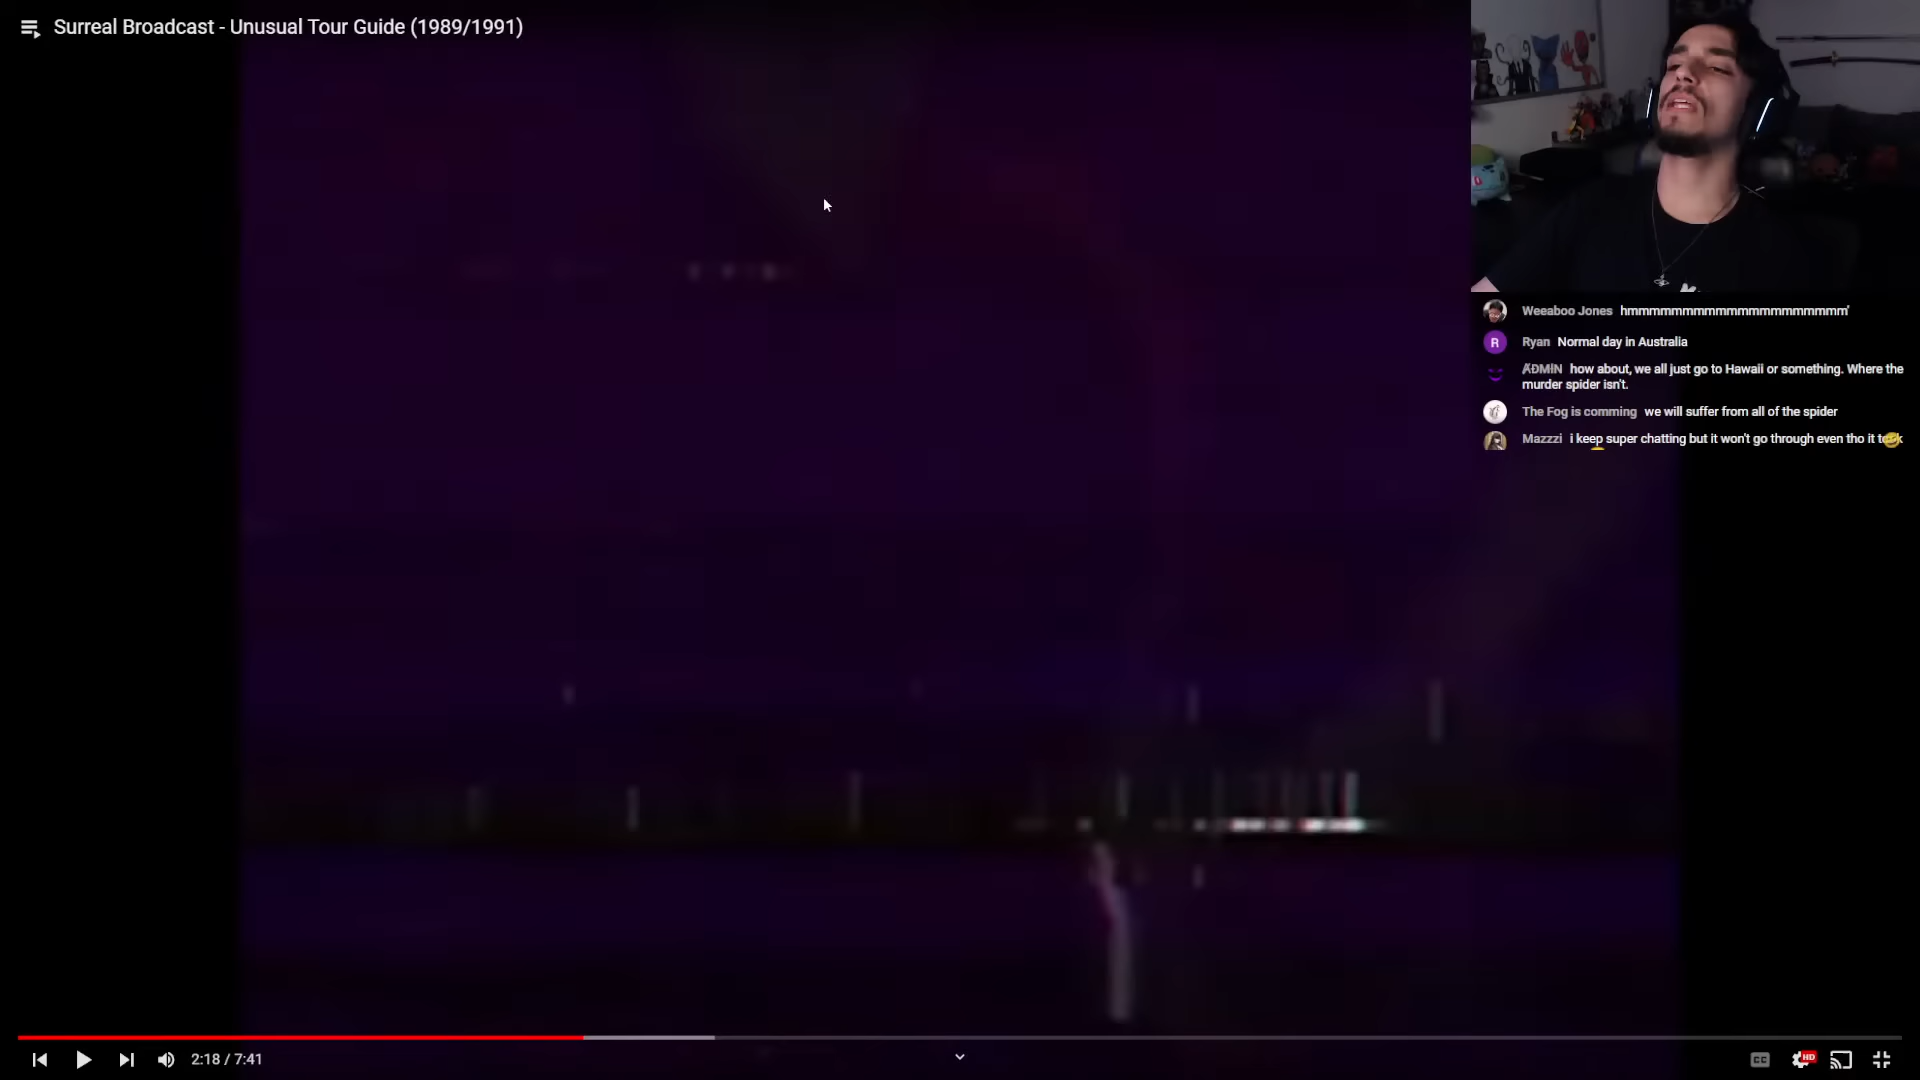 Surreal Broadcast - Unusual Tour Guide (1989/1991)
Weeaboo Jones hmmmmmmmmmmmmmmmmmmmm'
R Ryan Normal day in Australia
how about, we all just go to Hawaii or something. Where the
murder spider isn't.
The Fog is comming we will suffer from all of the spider
Mazzzi i keep super chatting but it won't go through even tho it
2:18 / 7:41
CC
HD